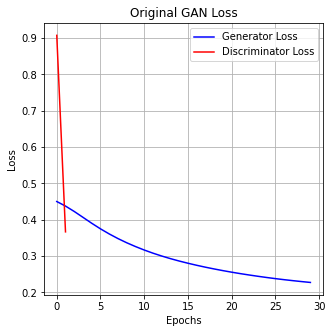 Original GAN Loss
Generator Loss
Discriminator Loss
0.9
0.8
0.7
0.6
0.5
0.4
0.3
0.2
Loss
0 5 10 15 20 25 30
Epochs